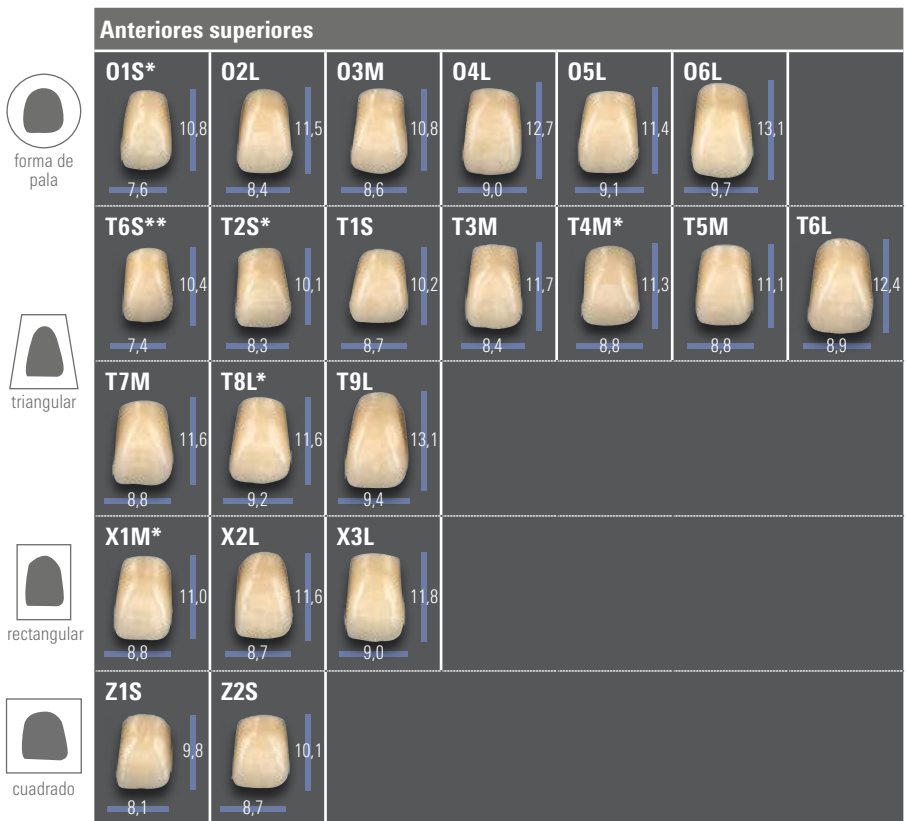 Anteriores superiores
forma de
pala
O1S* O2L O3M O4L O5L O6L
10,8 11,5 10,8 12,7 11,4 13,1
7,6 8,4 8,6 9,0 9,1 9,7
triangular
T6S** T2S* T1S T3M T4M* T5M T6L
10,4 10,1 10,2 11,7 11,3 11,1 12,4
7,4 8,3 8,7 8,4 8,8 8,8 8,9
T7M T8L* T9L
11,6 11,6 13,1
8,8 9,2 9,4
rectangular
X1M* X2L X3L
11,0 11,6 11,8
8,8 8,7 9,0
cuadrado
Z1S Z2S
9,8 10,1
8,1 8,7